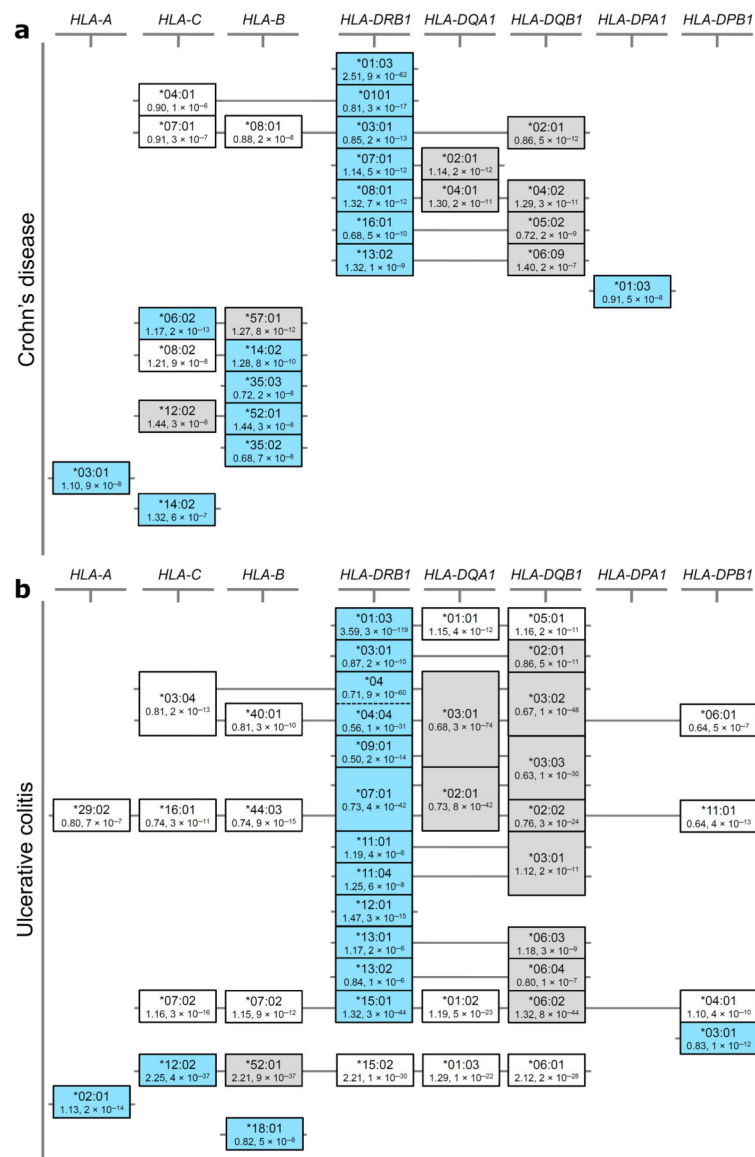 a
HLA-A HLA-C HLA-B HLA-DRB1 HLA-DQA1 HLA-DQB1 HLA-DPA1 HLA-DPB1
Crohn's disease
*01:03
2.51, 9 × 10⁻⁶²
*04:01 *0101
0.90, 1 × 10⁻⁶ 0.81, 3 × 10⁻¹⁷
*07:01 *08:01 *03:01 *02:01
0.91, 3 × 10⁻⁷ 0.88, 2 × 10⁻⁸ 0.85, 2 × 10⁻¹³ 0.86, 5 × 10⁻¹²
*07:01 *02:01
1.14, 5 × 10⁻¹² 1.14, 2 × 10⁻¹²
*08:01 *04:01 *04:02
1.32, 7 × 10⁻¹² 1.30, 2 × 10⁻¹¹ 1.29, 3 × 10⁻¹¹
*16:01 *05:02
0.68, 5 × 10⁻¹⁰ 0.72, 2 × 10⁻⁹
*13:02 *06:09
1.32, 1 × 10⁻⁹ 1.40, 2 × 10⁻⁷
*01:03
0.91, 5 × 10⁻⁸
*06:02 *57:01
1.17, 2 × 10⁻¹³ 1.27, 8 × 10⁻¹²
*08:02 *14:02
1.21, 9 × 10⁻⁸ 1.28, 8 × 10⁻¹⁰
*35:03
0.72, 2 × 10⁻⁸
*12:02 *52:01
1.44, 3 × 10⁻⁸ 1.44, 3 × 10⁻⁸
*35:02
0.68, 7 × 10⁻⁸
*03:01
1.10, 9 × 10⁻⁸
*14:02
1.32, 6 × 10⁻⁷
b
HLA-A HLA-C HLA-B HLA-DRB1 HLA-DQA1 HLA-DQB1 HLA-DPA1 HLA-DPB1
Ulcerative colitis
*01:03 *01:01 *05:01
3.59, 3 × 10⁻¹¹⁹ 1.15, 4 × 10⁻¹² 1.16, 2 × 10⁻¹¹
*03:01 *02:01
0.87, 2 × 10⁻¹⁰ 0.86, 5 × 10⁻¹¹
*03:04 *04 *03:02
0.81, 2 × 10⁻¹³ 0.71, 9 × 10⁻⁶⁰ 0.67, 1 × 10⁻⁴⁸
*40:01 *04:04 *03:01 *06:01
0.81, 3 × 10⁻¹⁰ 0.56, 1 × 10⁻³¹ 0.68, 3 × 10⁻⁷⁴ 0.64, 5 × 10⁻⁷
*09:01 *03:03
0.50, 2 × 10⁻¹⁴ 0.63, 1 × 10⁻³⁰
*07:01 *02:01
0.73, 4 × 10⁻⁴² 0.73, 8 × 10⁻⁴²
*29:02 *16:01 *44:03 *02:02 *11:01
0.80, 7 × 10⁻⁷ 0.74, 3 × 10⁻¹¹ 0.74, 9 × 10⁻¹⁵ 0.76, 3 × 10⁻²⁴ 0.64, 4 × 10⁻¹³
*11:01 *03:01
1.19, 4 × 10⁻⁸ 1.12, 2 × 10⁻¹¹
*11:04
1.25, 6 × 10⁻⁸
*12:01
1.47, 3 × 10⁻¹⁵
*13:01 *06:03
1.17, 2 × 10⁻⁸ 1.18, 3 × 10⁻⁹
*13:02 *06:04
0.84, 1 × 10⁻⁶ 0.80, 1 × 10⁻⁷
*07:02 *07:02 *15:01 *01:02 *06:02 *04:01
1.16, 3 × 10⁻¹⁶ 1.15, 9 × 10⁻¹² 1.32, 3 × 10⁻⁴⁴ 1.19, 5 × 10⁻²³ 1.32, 8 × 10⁻⁴⁴ 1.10, 4 × 10⁻¹⁰
*03:01
0.83, 1 × 10⁻¹²
*12:02 *52:01 *15:02 *01:03 *06:01
2.25, 4 × 10⁻³⁷ 2.21, 9 × 10⁻³⁷ 2.21, 1 × 10⁻³⁰ 1.29, 1 × 10⁻²² 2.12, 2 × 10⁻²⁸
*02:01
1.13, 2 × 10⁻¹⁴
*18:01
0.82, 5 × 10⁻⁸